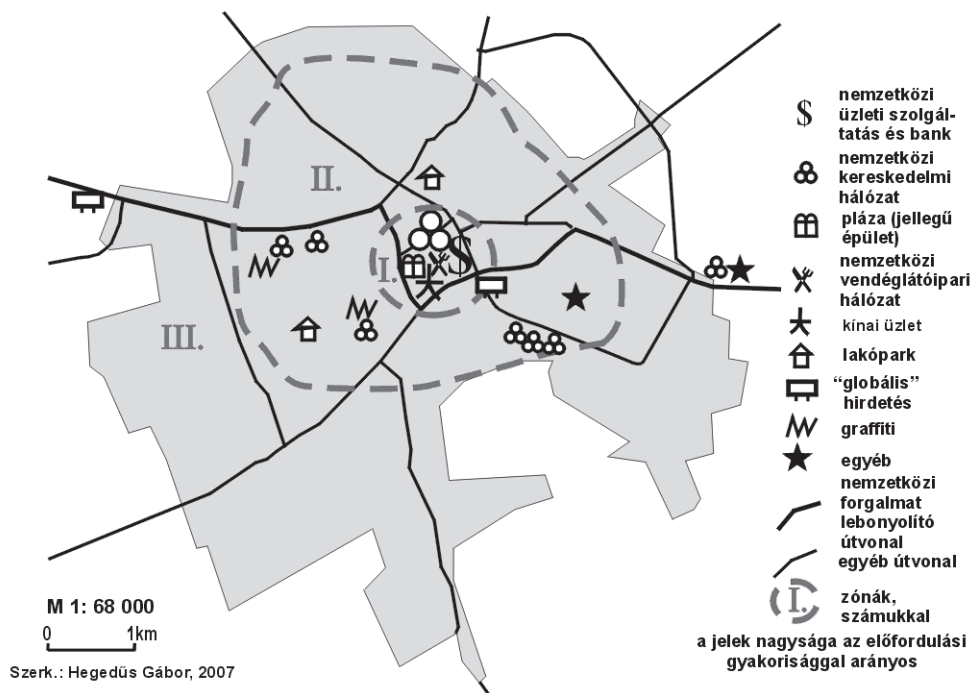 II.
I.
III.
$
$
nemzetközi
üzleti szolgál-
tatás és bank
nemzetközi
kereskedelmi
hálózat
pláza (jellegű
épület)
nemzetközi
vendéglátóipari
hálózat
kínai üzlet
lakópark
“globális”
hirdetés
graffiti
egyéb
nemzetközi
forgalmat
lebonyolító
útvonal
egyéb útvonal
I.
zónák,
számukkal
a jelek nagysága az előfordulási
gyakorisággal arányos
M 1: 68 000
0 1km
Szerk.: Hegedűs Gábor, 2007